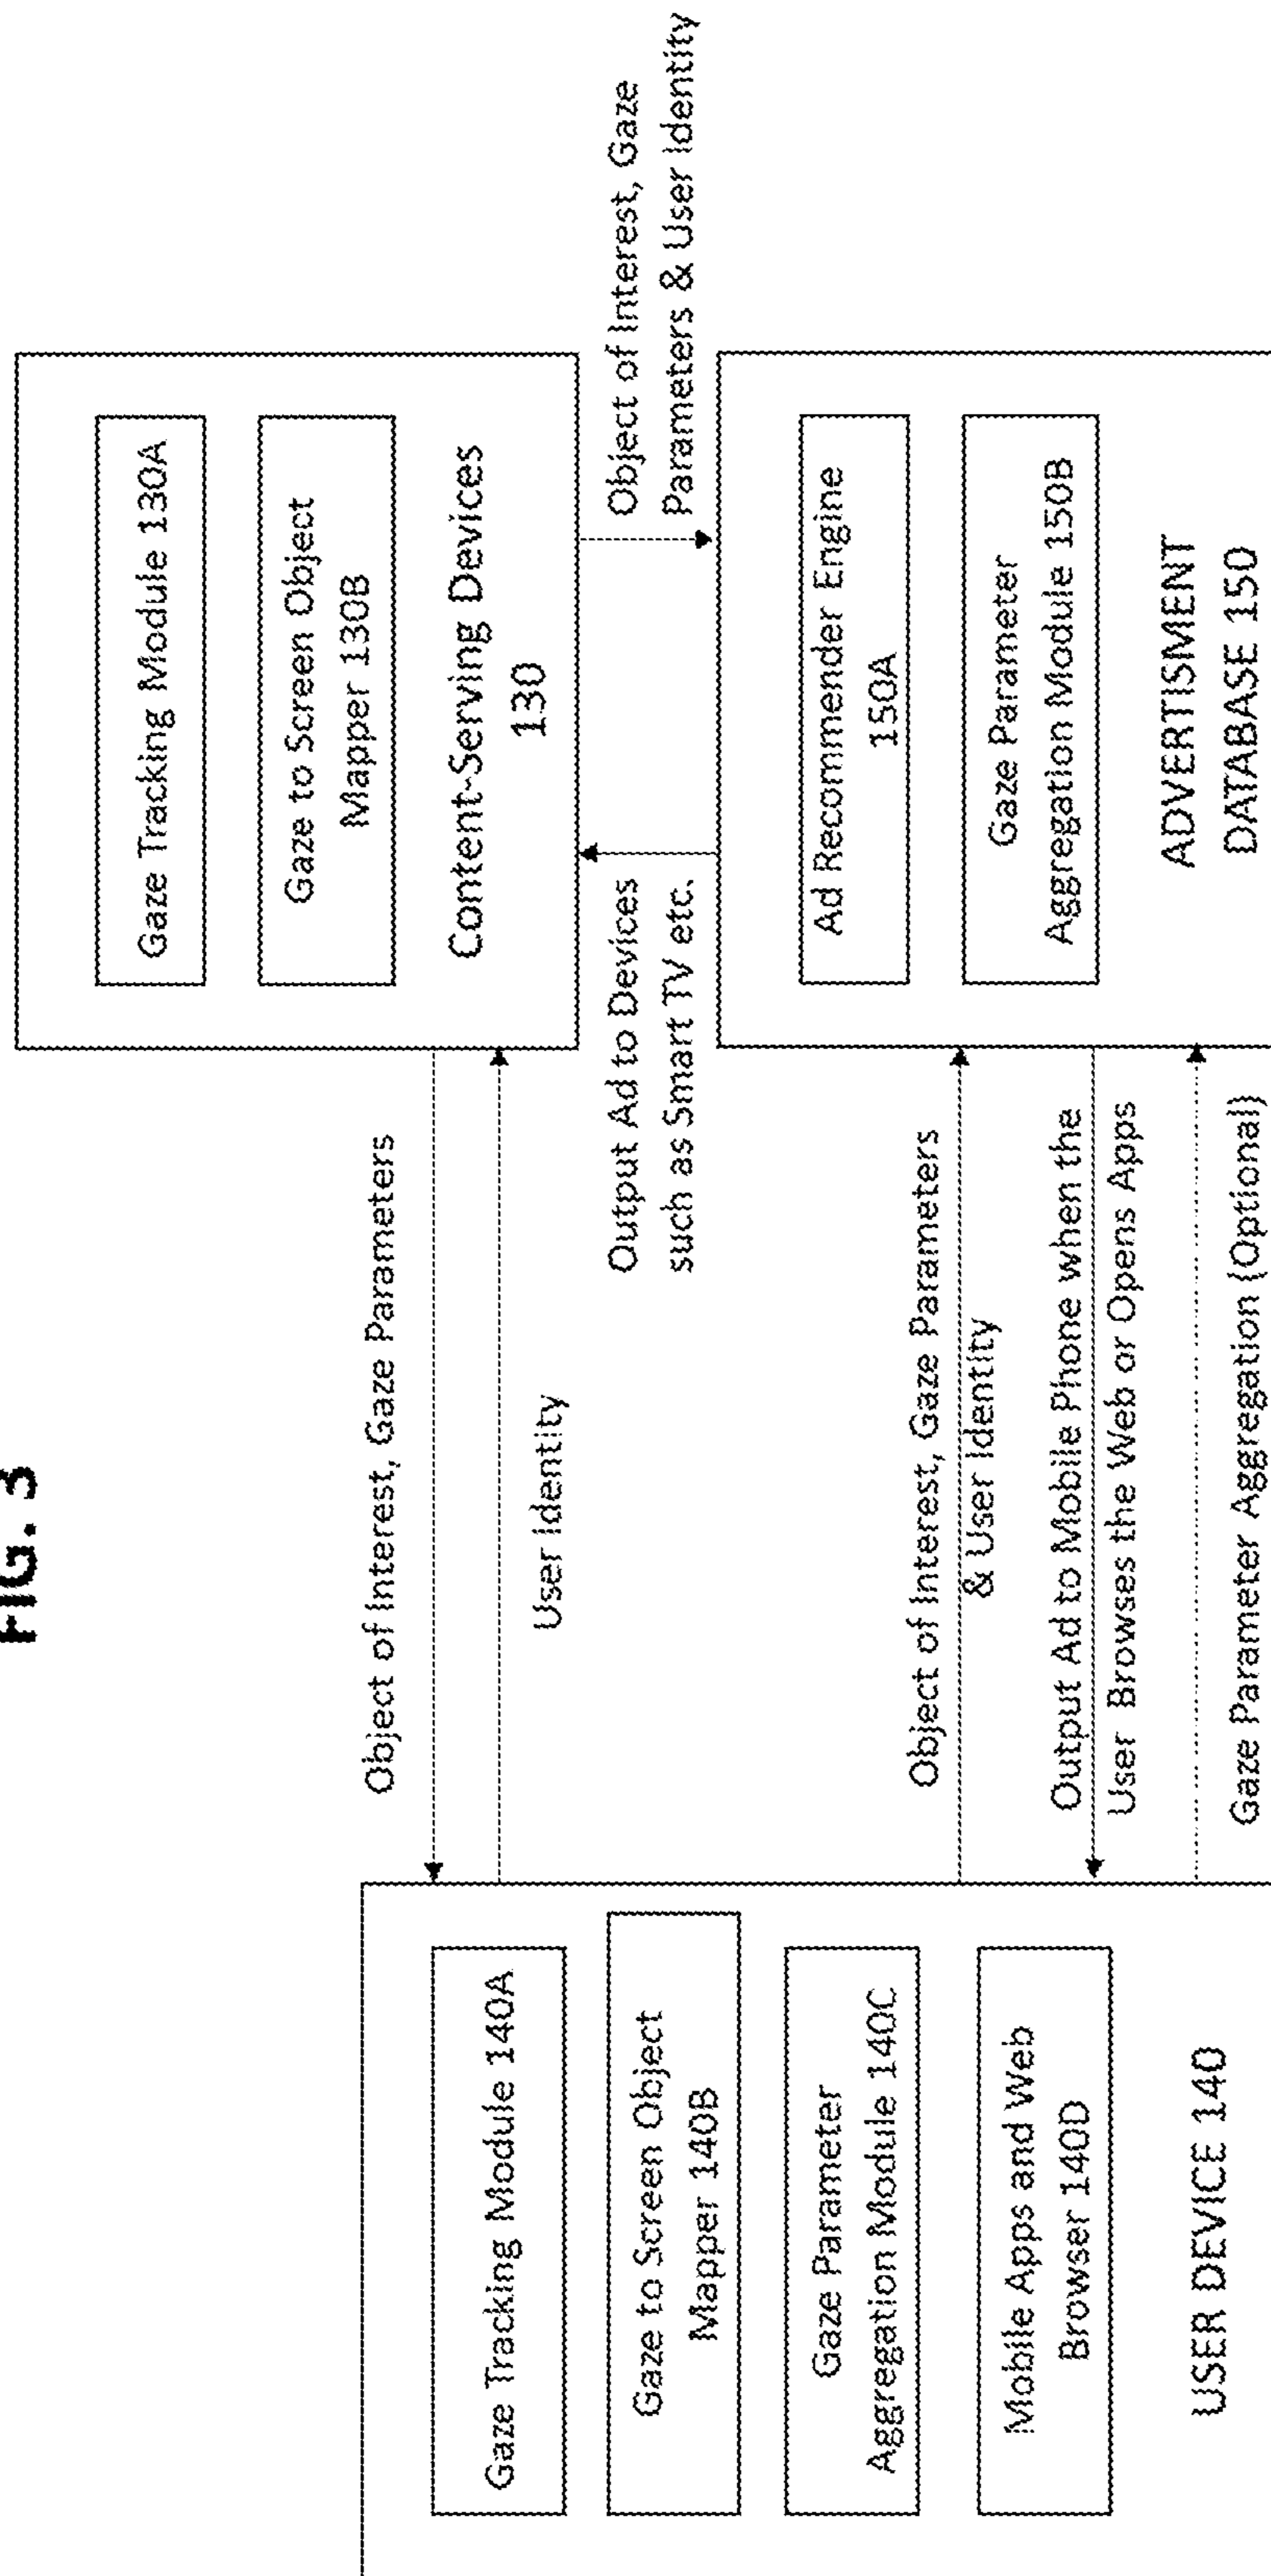 FIG. 3
Gaze Tracking Module 140A
Gaze to Screen Object
Mapper 140B
Gaze Parameter
Aggregation Module 140C
Mobile Apps and Web
Browser 140D
USER DEVICE 140
Object of Interest, Gaze Parameters
User Identity
Object of Interest, Gaze Parameters
& User Identity
Output Ad to Mobile Phone when the
User Browses the Web or Opens Apps
Gaze Parameter Aggregation (Optional)
Gaze Tracking Module 130A
Gaze to Screen Object
Mapper 130B
Content-Serving Devices
130
Output Ad to Devices
such as Smart TV etc.
Object of Interest, Gaze
Parameters & User Identity
Ad Recommender Engine
150A
Gaze Parameter
Aggregation Module 150B
ADVERTISMENT
DATABASE 150